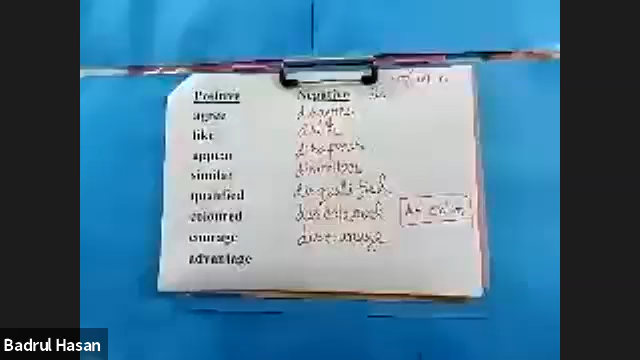 Positive Negative
agree disagree
like dislike
appear disappear
similar dissimilar
qualified disqualified
coloured discoloured
courage discourage
advantage
Badrul Hasan